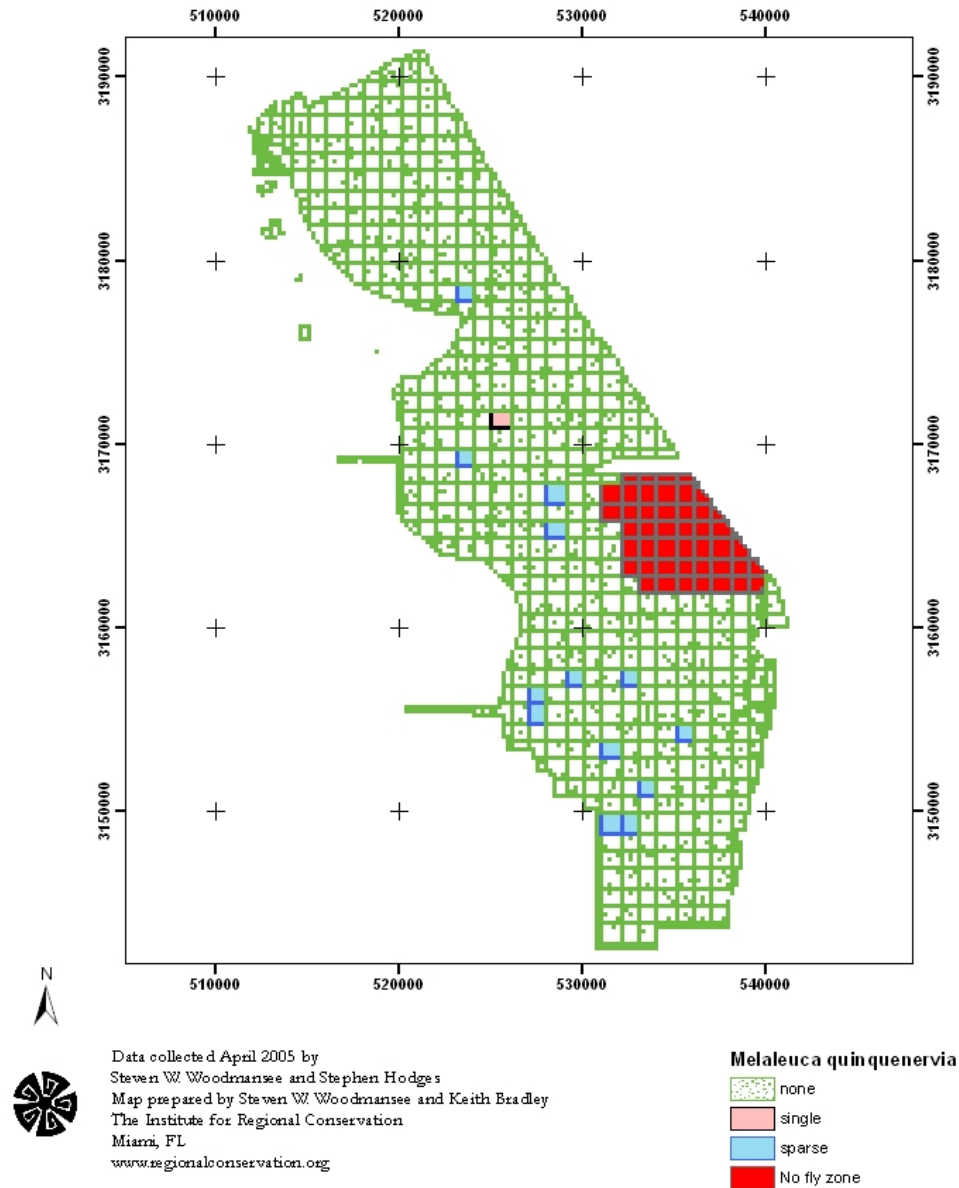 510000 520000 530000 540000
3190000 3190000
3180000 3180000
3170000 3170000
3160000 3160000
3150000 3150000
510000 520000 530000 540000
N
Data collected April 2005 by
Steven W. Woodmansee and Stephen Hodges
Map prepared by Steven W. Woodmansee and Keith Bradley
The Institute for Regional Conservation
Miami, FL
www.regionalconservation.org
Melaleuca quinquenervia
none
single
sparse
No fly zone